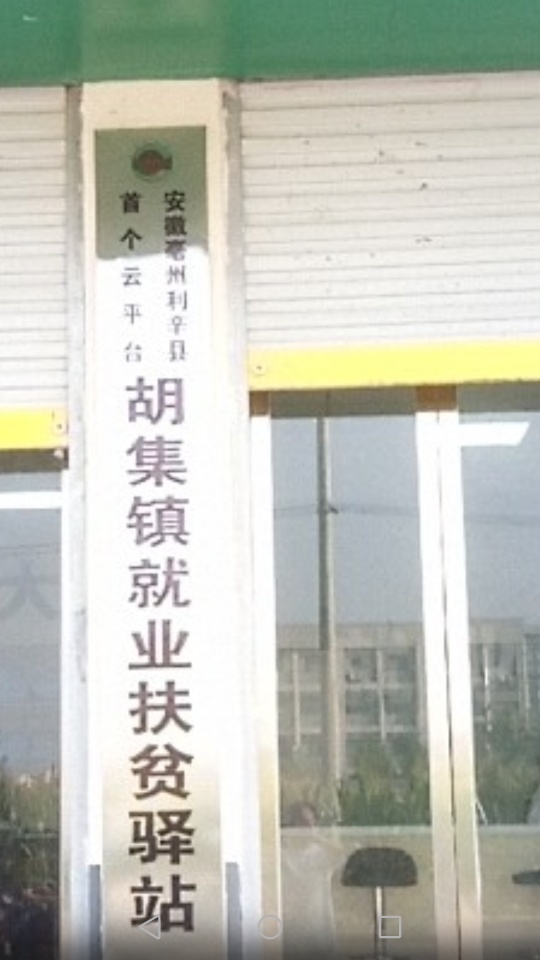 安徽亳州利辛县
首个云平台
胡集镇就业扶贫驿站
大